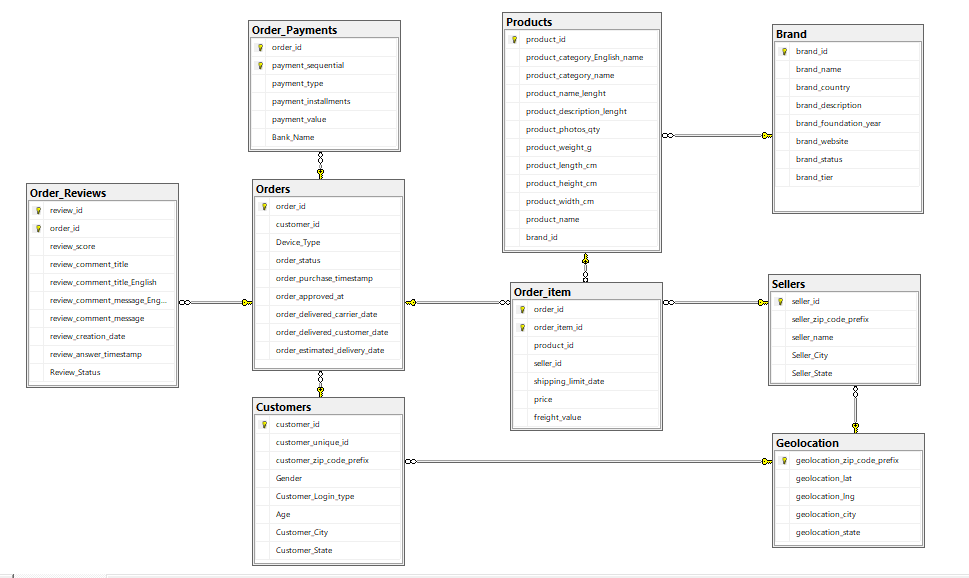 Order_Payments
order_id
payment_sequential
payment_type
payment_installments
payment_value
Bank_Name
Products
product_id
product_category_English_name
product_category_name
product_name_lenght
product_description_lenght
product_photos_qty
product_weight_g
product_length_cm
product_height_cm
product_width_cm
product_name
brand_id
Brand
brand_id
brand_name
brand_country
brand_description
brand_foundation_year
brand_website
brand_status
brand_tier
Order_Reviews
review_id
order_id
review_score
review_comment_title
review_comment_title_English
review_comment_message_Eng...
review_comment_message
review_creation_date
review_answer_timestamp
Review_Status
Orders
order_id
customer_id
Device_Type
order_status
order_purchase_timestamp
order_approved_at
order_delivered_carrier_date
order_delivered_customer_date
order_estimated_delivery_date
Order_item
order_id
order_item_id
product_id
seller_id
shipping_limit_date
price
freight_value
Sellers
seller_id
seller_zip_code_prefix
seller_name
Seller_City
Seller_State
Customers
customer_id
customer_unique_id
customer_zip_code_prefix
Gender
Customer_Login_type
Age
Customer_City
Customer_State
Geolocation
geolocation_zip_code_prefix
geolocation_lat
geolocation_lng
geolocation_city
geolocation_state